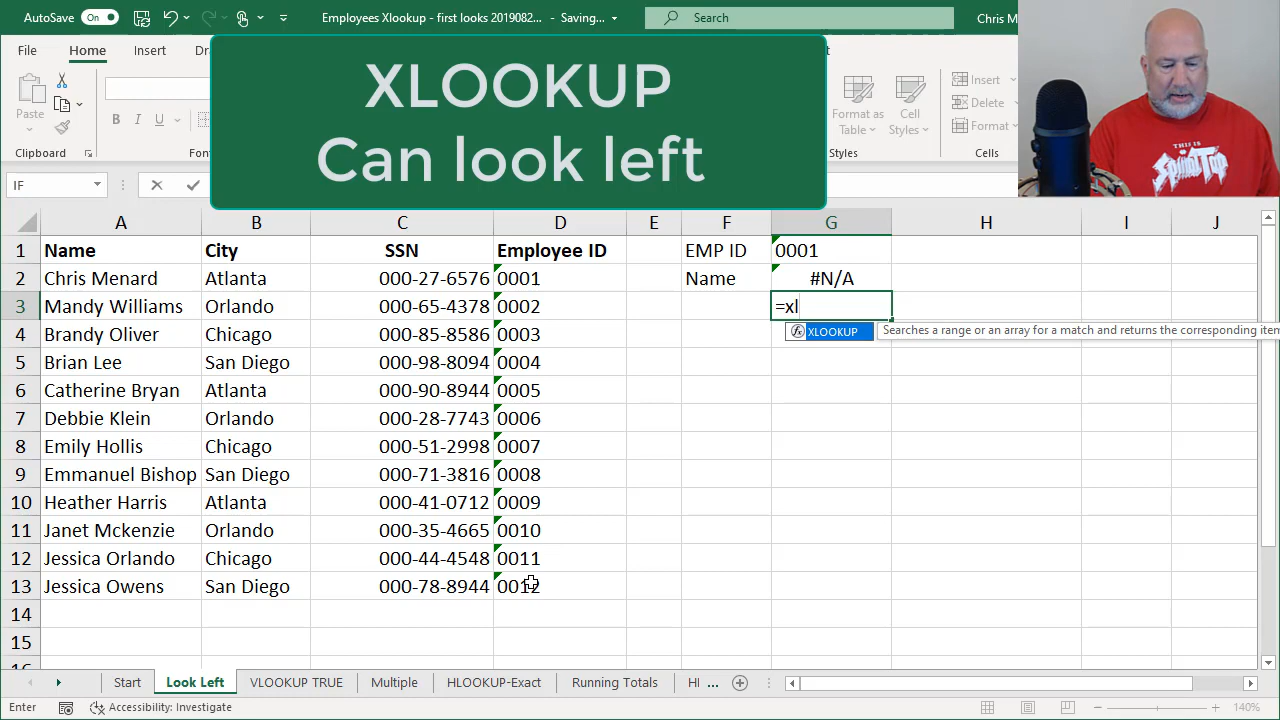 AutoSave On Employees Xlookup - first looks 2019082... - Saving... Search Chris M
File Home Insert Dr
XLOOKUP
Can look left
Paste
B I U
Format as Table
Cell Styles
Insert
Delete
Format
Clipboard Fon Styles Cells
IF
A B C D E F G H I J
1 Name City SSN Employee ID EMP ID 0001
2 Chris Menard Atlanta 000-27-6576 0001 Name #N/A
3 Mandy Williams Orlando 000-65-4378 0002 =xl
XLOOKUP Searches a range or an array for a match and returns the corresponding item
4 Brandy Oliver Chicago 000-85-8586 0003
5 Brian Lee San Diego 000-98-8094 0004
6 Catherine Bryan Atlanta 000-90-8944 0005
7 Debbie Klein Orlando 000-28-7743 0006
8 Emily Hollis Chicago 000-51-2998 0007
9 Emmanuel Bishop San Diego 000-71-3816 0008
10 Heather Harris Atlanta 000-41-0712 0009
11 Janet Mckenzie Orlando 000-35-4665 0010
12 Jessica Orlando Chicago 000-44-4548 0011
13 Jessica Owens San Diego 000-78-8944 0012
14
15
16
Start Look Left VLOOKUP TRUE Multiple HLOOKUP-Exact Running Totals HI ...
Enter Accessibility: Investigate 140%
THIS IS
SPINAL TAP